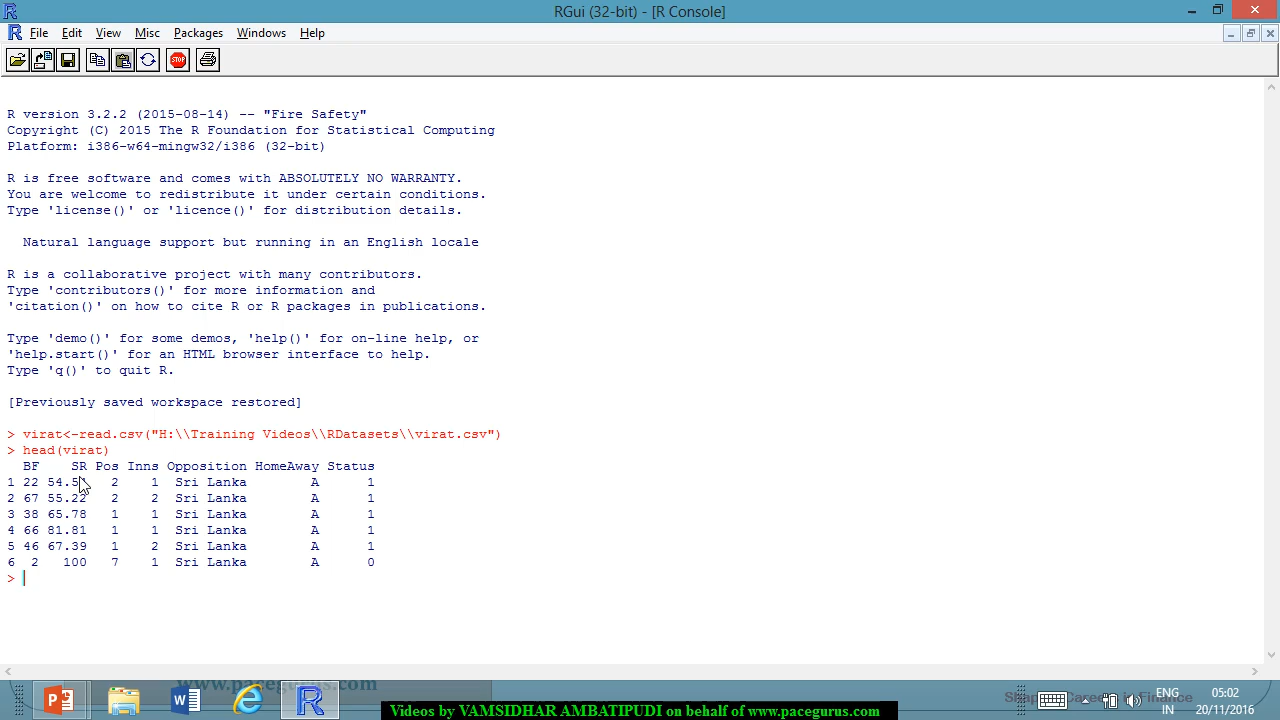 RGui (32-bit) - [R Console]
File Edit View Misc Packages Windows Help
STOP
R version 3.2.2 (2015-08-14) -- "Fire Safety"
Copyright (C) 2015 The R Foundation for Statistical Computing
Platform: i386-w64-mingw32/i386 (32-bit)
R is free software and comes with ABSOLUTELY NO WARRANTY.
You are welcome to redistribute it under certain conditions.
Type 'license()' or 'licence()' for distribution details.
Natural language support but running in an English locale
R is a collaborative project with many contributors.
Type 'contributors()' for more information and
'citation()' on how to cite R or R packages in publications.
Type 'demo()' for some demos, 'help()' for on-line help, or
'help.start()' for an HTML browser interface to help.
Type 'q()' to quit R.
[Previously saved workspace restored]
> virat<-read.csv("H:\\Training Videos\\RDatasets\\virat.csv")
> head(virat)
BF SR Pos Inns Opposition HomeAway Status
1 22 54.5 2 1 Sri Lanka A 1
2 67 55.22 2 2 Sri Lanka A 1
3 38 65.78 1 1 Sri Lanka A 1
4 66 81.81 1 1 Sri Lanka A 1
5 46 67.39 1 2 Sri Lanka A 1
6 2 100 7 1 Sri Lanka A 0
>
www.pacegurus.com
ENG 05:02
IN 20/11/2016
Videos by VAMSIDHAR AMBATIPUDI on behalf of www.pacegurus.com